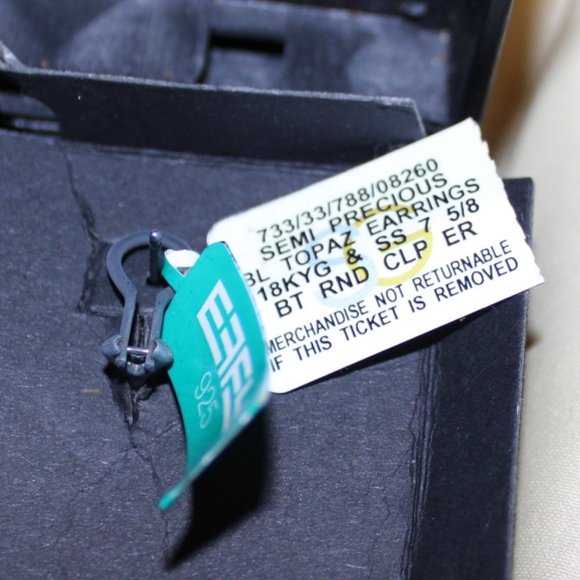 733/33/788/08260
SEMI PRECIOUS
BL TOPAZ EARRINGS
18KYG & SS 7 5/8
BT RND CLP ER
MERCHANDISE NOT RETURNABLE
IF THIS TICKET IS REMOVED
925